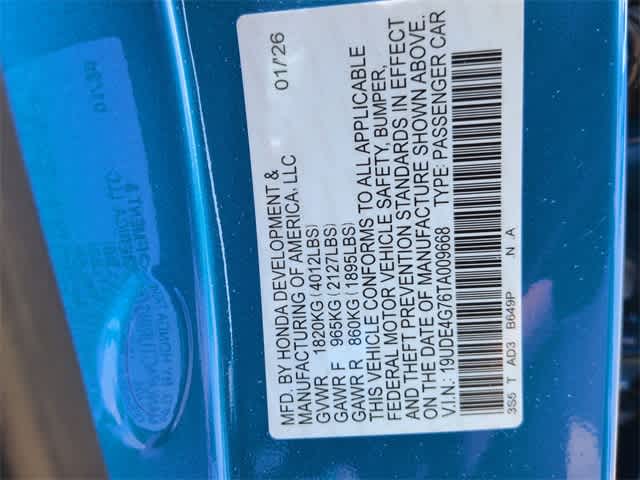 MFD. BY HONDA DEVELOPMENT &
MANUFACTURING OF AMERICA, LLC
01/26
GVWR 1820KG (4012LBS)
GAWR F 965KG (2127LBS)
GAWR R 860KG (1895LBS)
THIS VEHICLE CONFORMS TO ALL APPLICABLE
FEDERAL MOTOR VEHICLE SAFETY, BUMPER,
AND THEFT PREVENTION STANDARDS IN EFFECT
ON THE DATE OF MANUFACTURE SHOWN ABOVE.
V.I.N.: 19UDE4G76TA009668 TYPE: PASSENGER CAR
3S5 T AD3 B649P N A